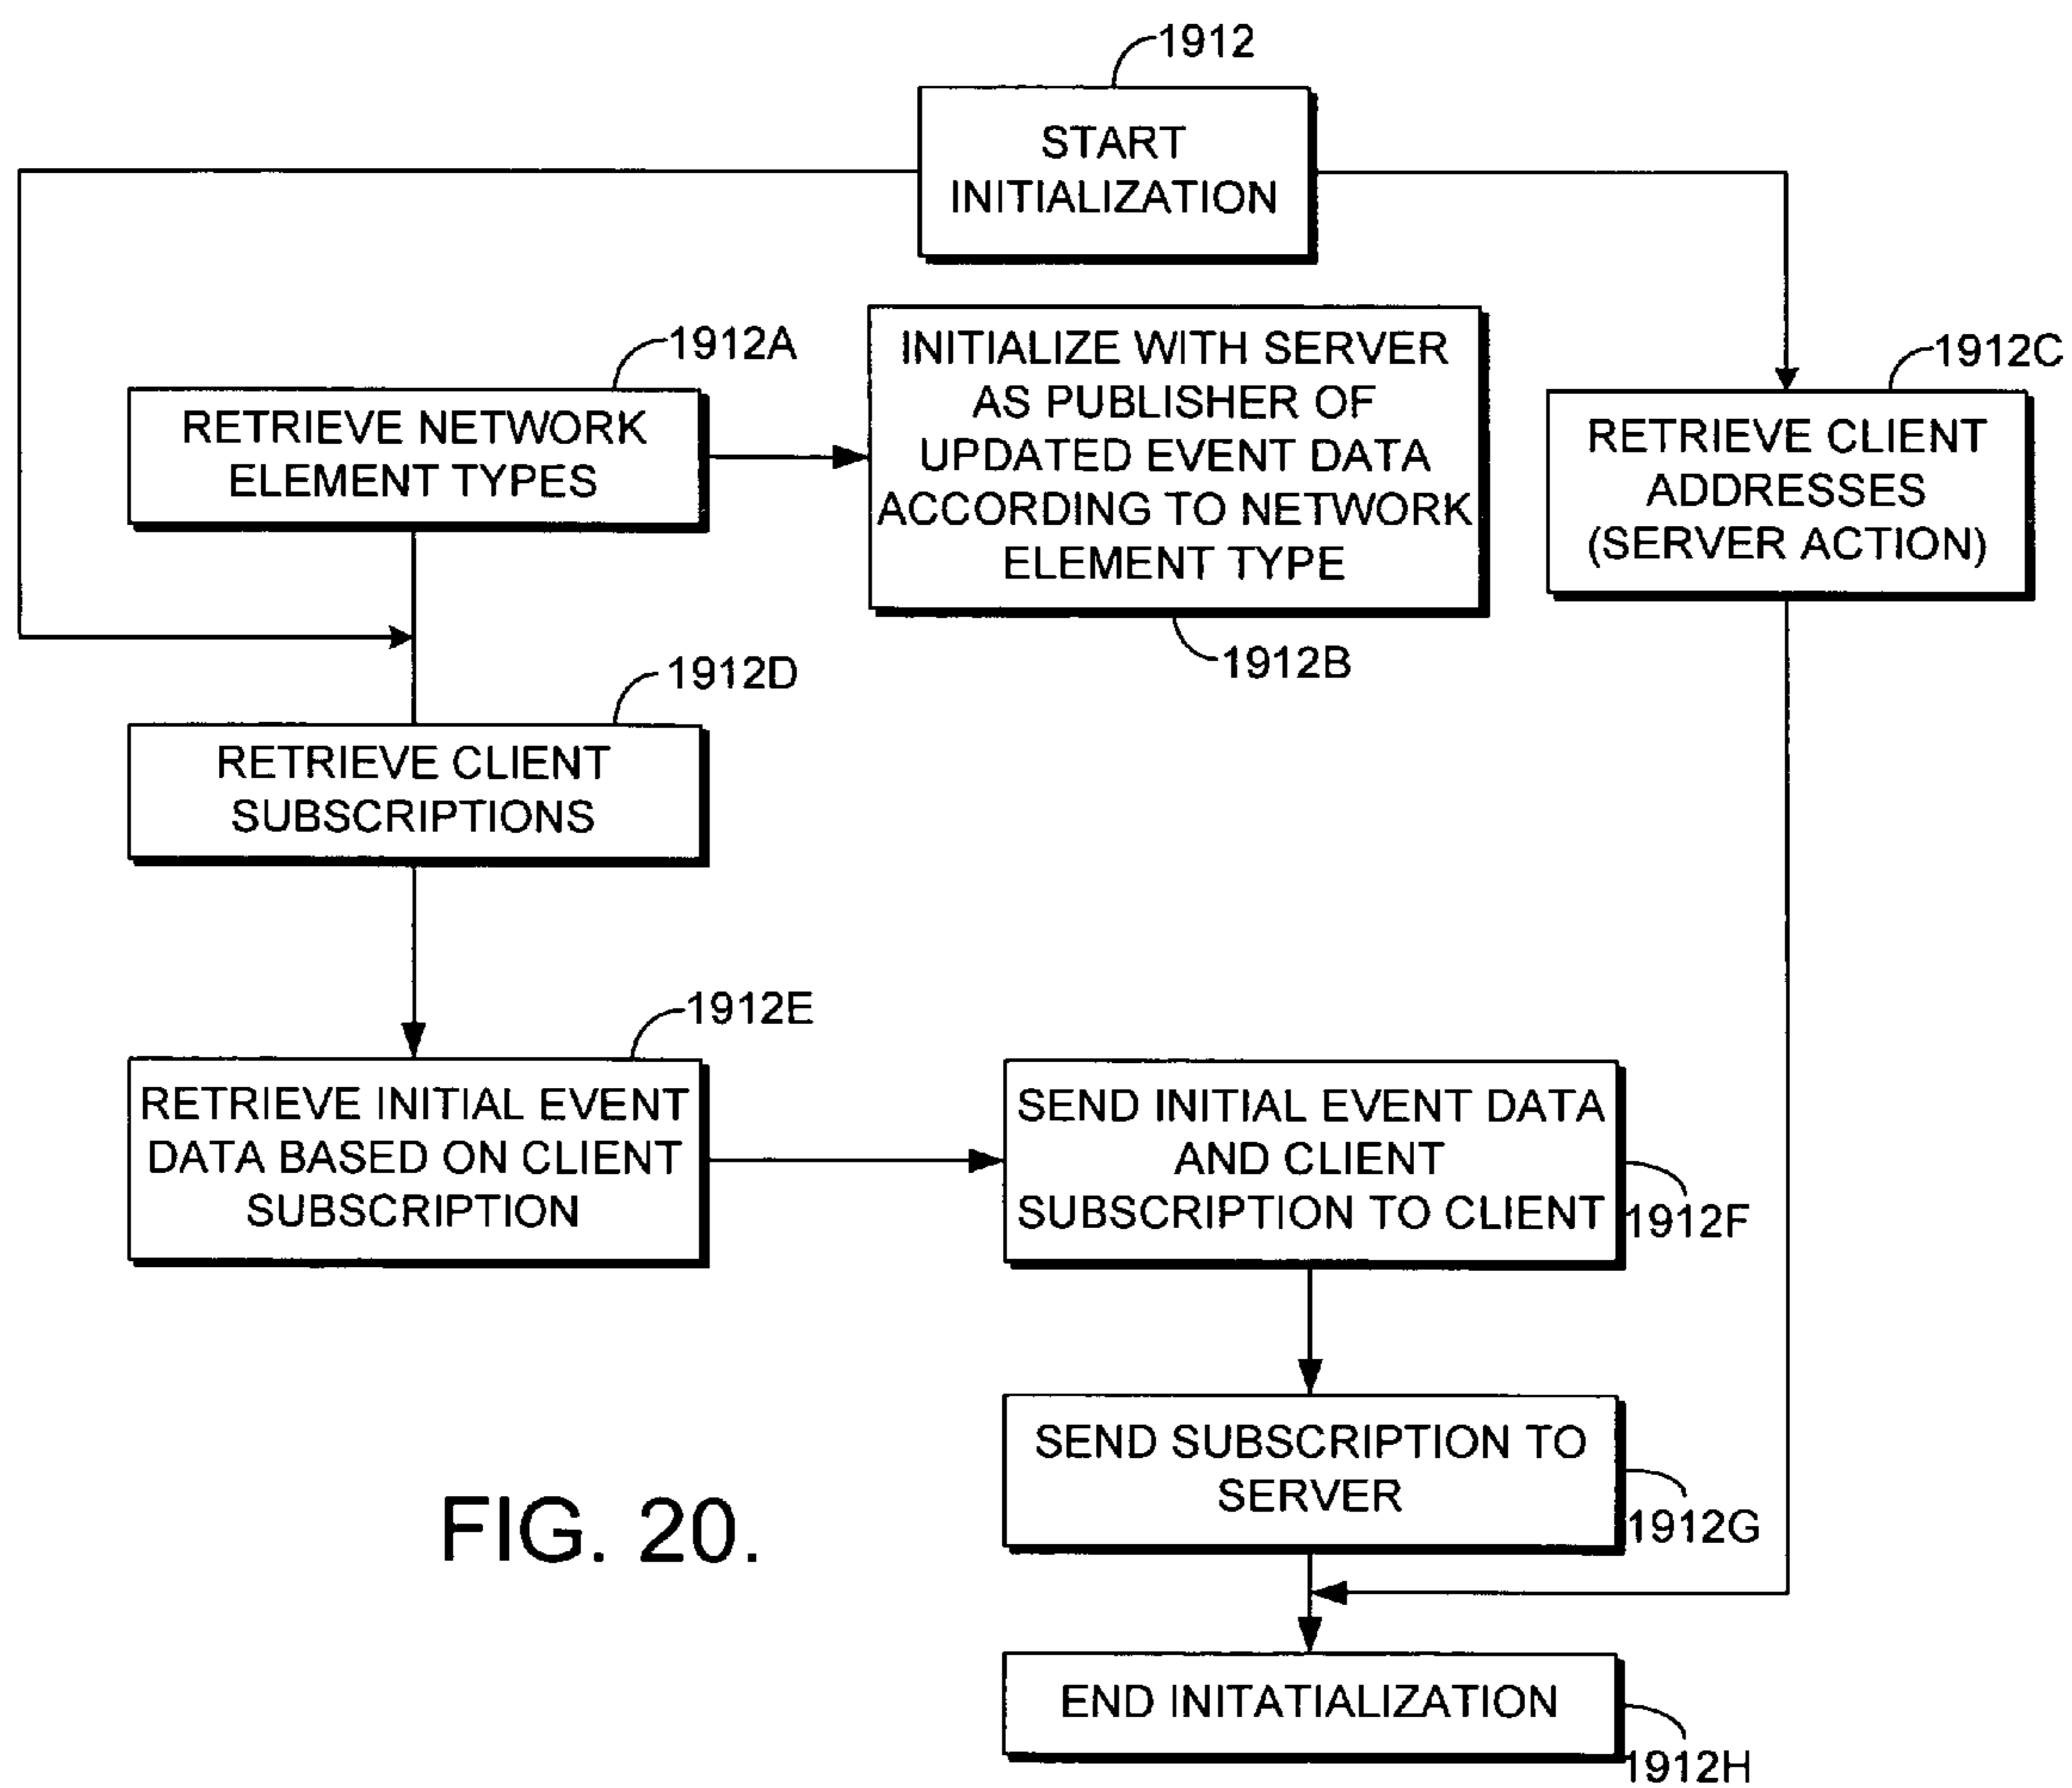 1912
START
INITIALIZATION
1912A
RETRIEVE NETWORK
ELEMENT TYPES
INITIALIZE WITH SERVER
AS PUBLISHER OF
UPDATED EVENT DATA
ACCORDING TO NETWORK
ELEMENT TYPE
1912B
1912C
RETRIEVE CLIENT
ADDRESSES
(SERVER ACTION)
1912D
RETRIEVE CLIENT
SUBSCRIPTIONS
1912E
RETRIEVE INITIAL EVENT
DATA BASED ON CLIENT
SUBSCRIPTION
SEND INITIAL EVENT DATA
AND CLIENT
SUBSCRIPTION TO CLIENT
1912F
SEND SUBSCRIPTION TO
SERVER
1912G
END INITATIALIZATION
1912H
FIG. 20.